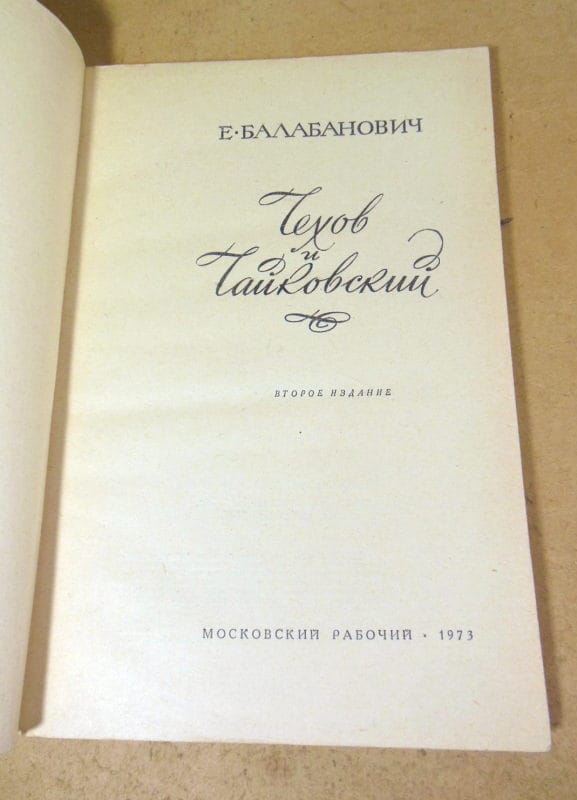 Е·БАЛАБАНОВИЧ
Чехов
и
Чайковский
ВТОРОЕ ИЗДАНИЕ
МОСКОВСКИЙ РАБОЧИЙ • 1973